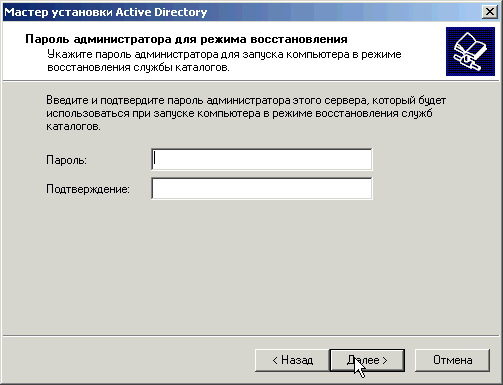 Мастер установки Active Directory
Пароль администратора для режима восстановления
Укажите пароль администратора для запуска компьютера в режиме
восстановления службы каталогов.
Введите и подтвердите пароль администратора этого сервера, который будет
использоваться при запуске компьютера в режиме восстановления служб
каталогов.
Пароль:
Подтверждение:
< Назад
Далее >
Отмена